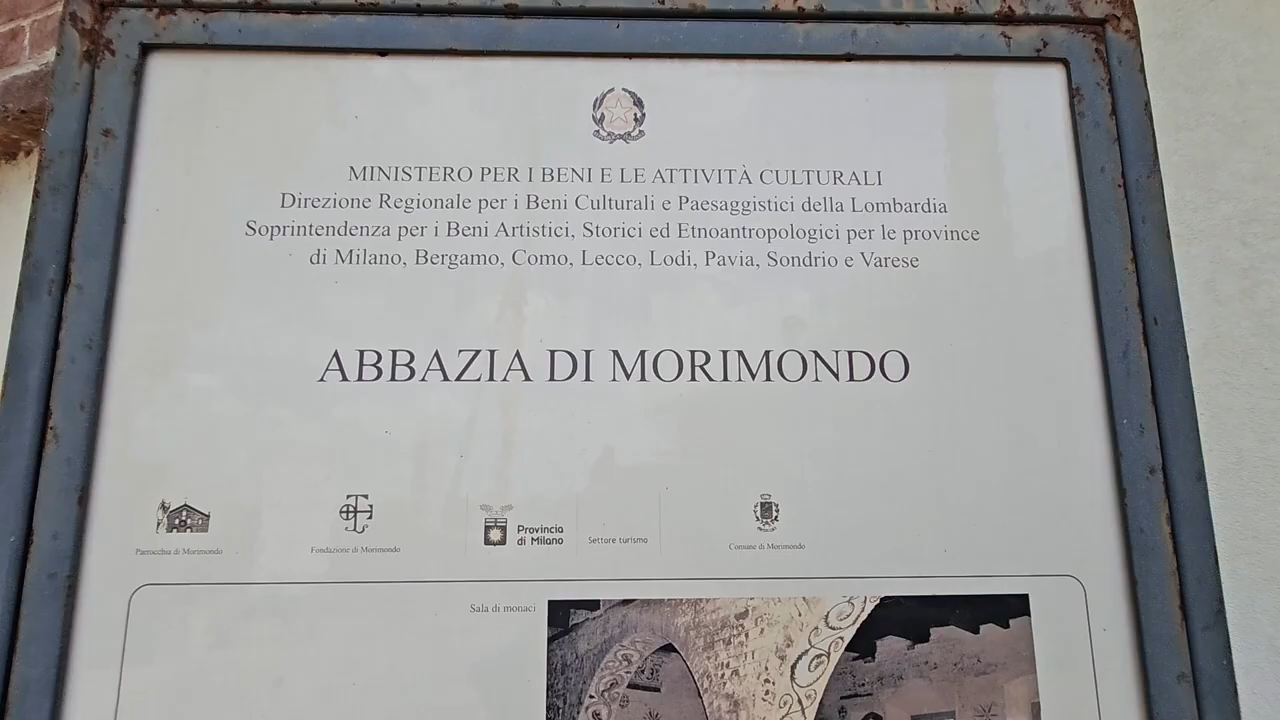 MINISTERO PER I BENI E LE ATTIVITÀ CULTURALI
Direzione Regionale per i Beni Culturali e Paesaggistici della Lombardia
Soprintendenza per i Beni Artistici, Storici ed Etnoantropologici per le province
di Milano, Bergamo, Como, Lecco, Lodi, Pavia, Sondrio e Varese
ABBAZIA DI MORIMONDO
Parrocchia di Morimondo
Fondazione di Morimondo
Provincia
di Milano
Settore turismo
Comune di Morimondo
Sala di monaci